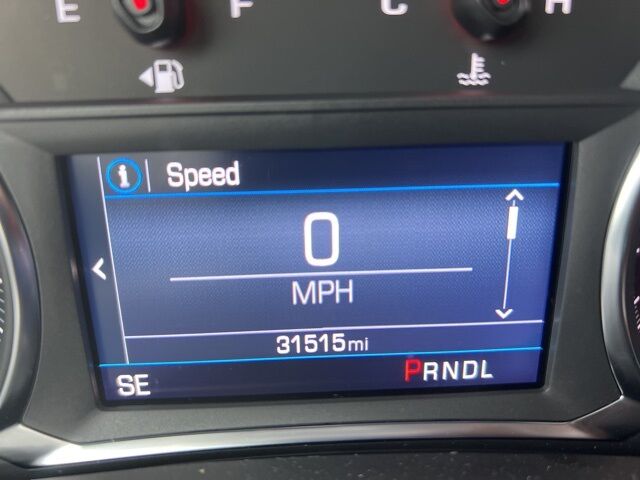 E F C H
i Speed
0
MPH
31515mi
SE PRNDL